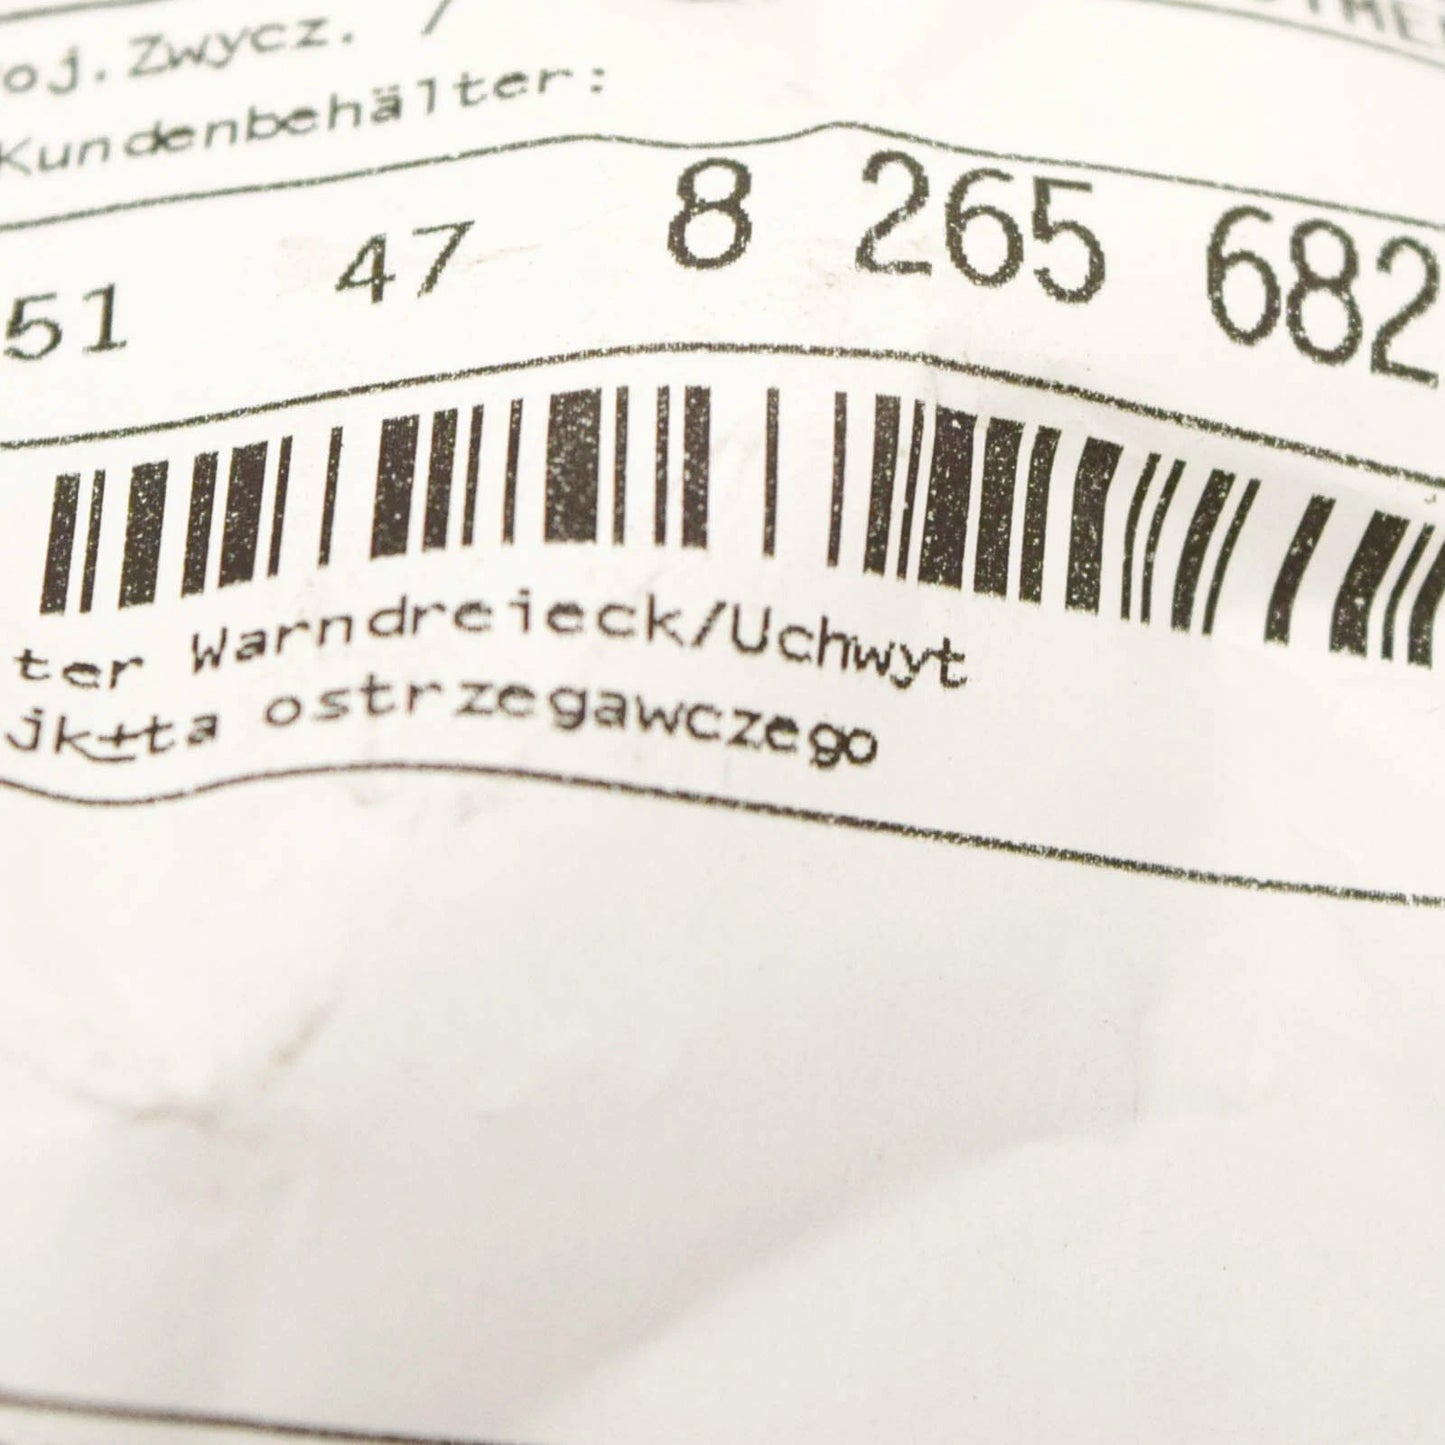 oj.Zwycz. /
Kundenbehälter:
51 47 8 265 682
ter Warndreieck/Uchwyt
jk±ta ostrzegawczego